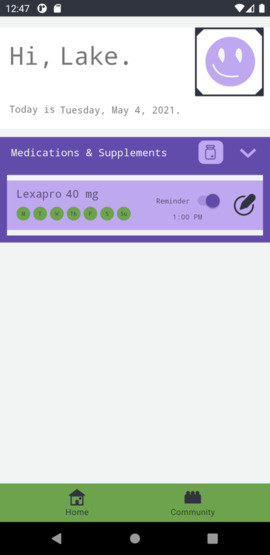 12:47
Hi, Lake.
Today is Tuesday, May 4, 2021.
Medications & Supplements
Lexapro 40 mg
Reminder
M T W Th F S Su
1:00 PM
Home
Community